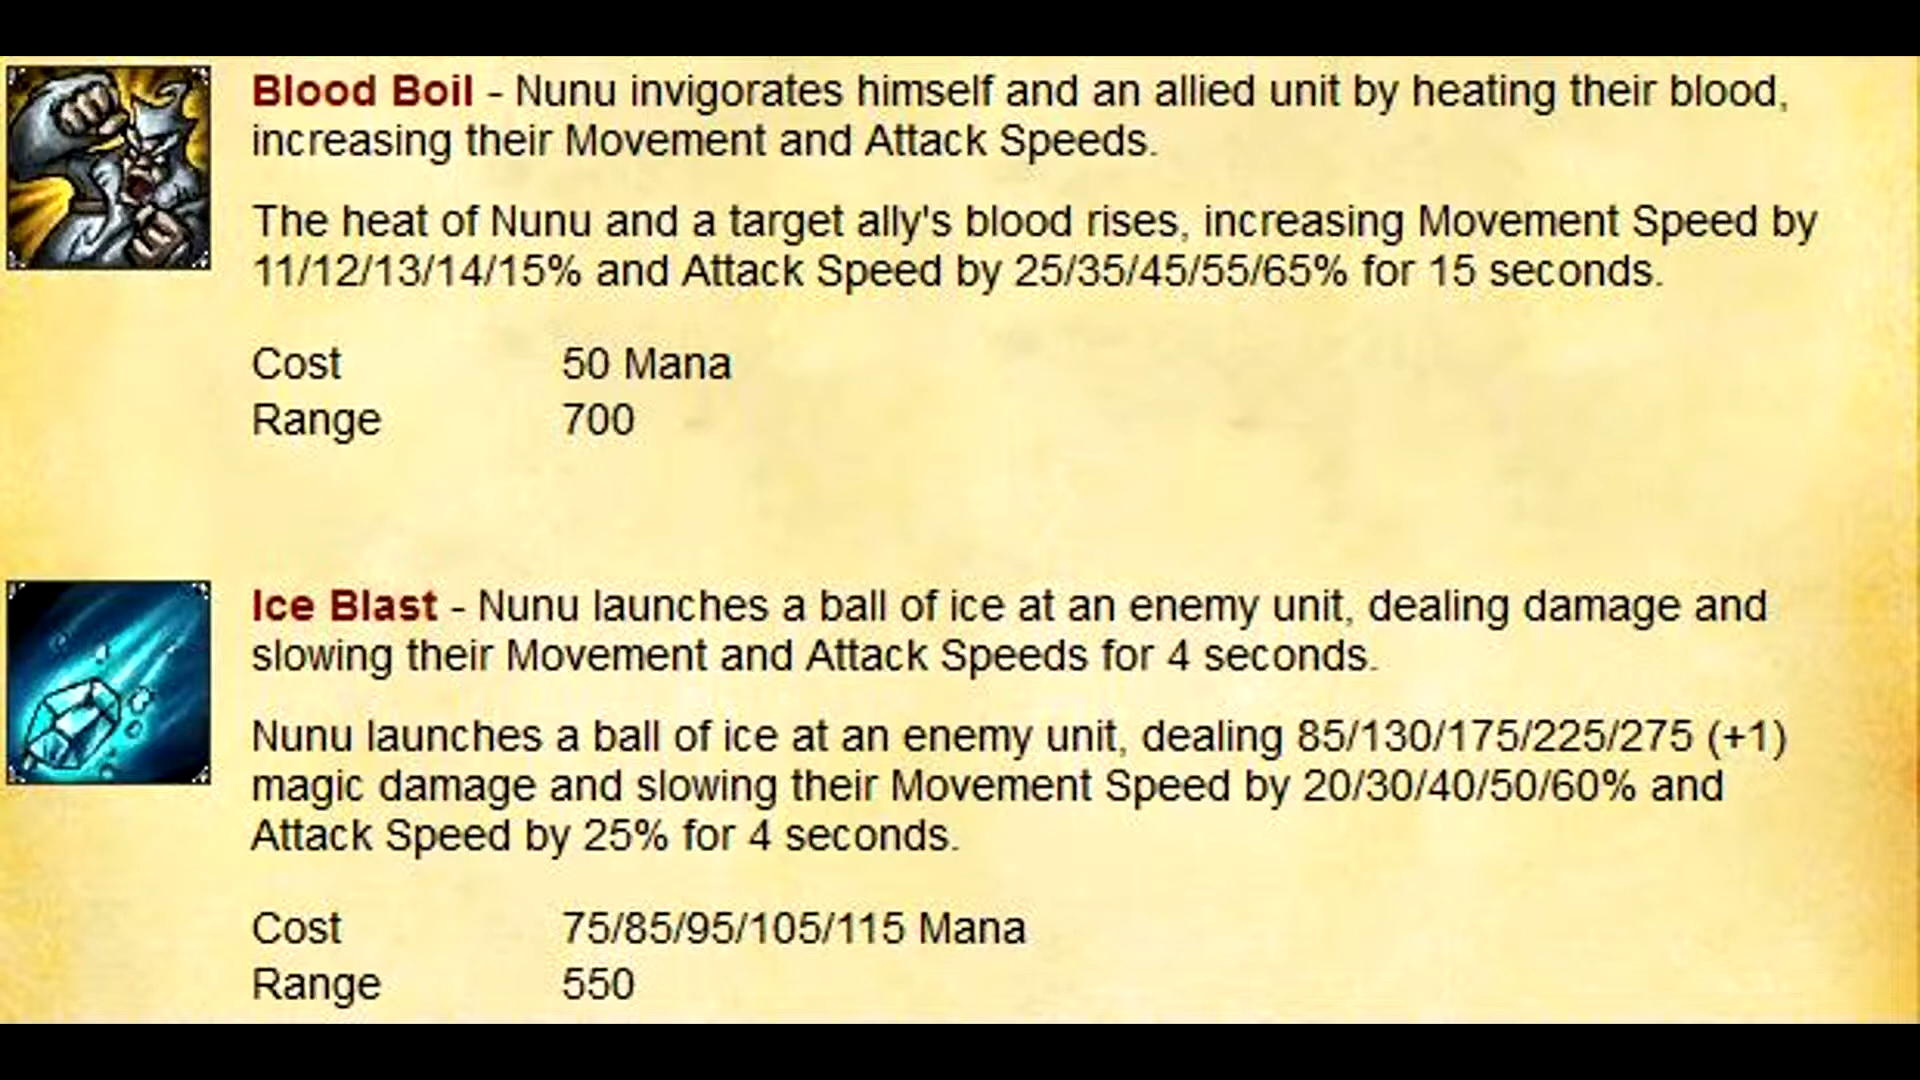 Blood Boil - Nunu invigorates himself and an allied unit by heating their blood,
increasing their Movement and Attack Speeds.
The heat of Nunu and a target ally's blood rises, increasing Movement Speed by
11/12/13/14/15% and Attack Speed by 25/35/45/55/65% for 15 seconds.
Cost 50 Mana
Range 700
Ice Blast - Nunu launches a ball of ice at an enemy unit, dealing damage and
slowing their Movement and Attack Speeds for 4 seconds.
Nunu launches a ball of ice at an enemy unit, dealing 85/130/175/225/275 (+1)
magic damage and slowing their Movement Speed by 20/30/40/50/60% and
Attack Speed by 25% for 4 seconds.
Cost 75/85/95/105/115 Mana
Range 550